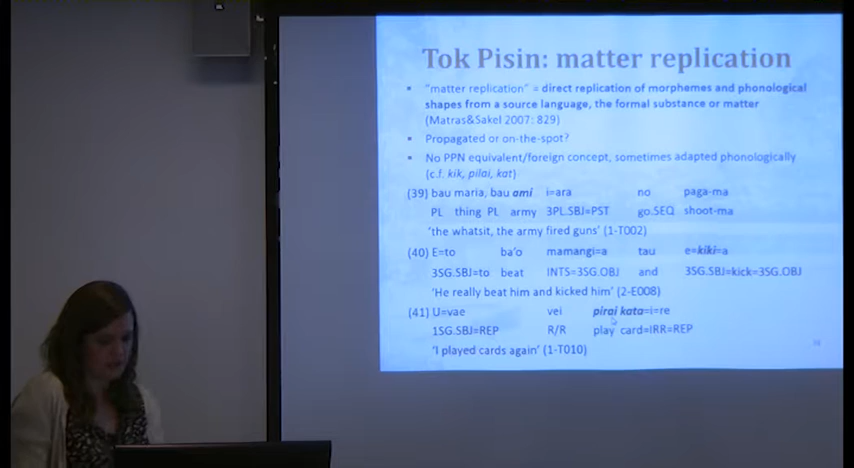 Tok Pisin: matter replication
"matter replication" = direct replication of morphemes and phonological
shapes from a source language, the formal substance or matter
(Matras&Sakel 2007: 829)
Propagated or on-the-spot?
No PPN equivalent/foreign concept, sometimes adapted phonologically
(c.f. kik, pilai, kat)
(39) bau maria, bau ami i=ara no paga-ma
PL thing PL army 3PL.SBJ=PST go.SEQ shoot-ma
'the whatsit, the army fired guns' (1-T002)
(40) E=to ba'o mamangi=a tau e=kiki=a
3SG.SBJ=to beat INTS=3SG.OBJ and 3SG.SBJ=kick=3SG.OBJ
'He really beat him and kicked him' (2-E008)
(41) U=vae vei pirai kata=i=re
1SG.SBJ=REP R/R play card=IRR=REP
'I played cards again' (1-T010)